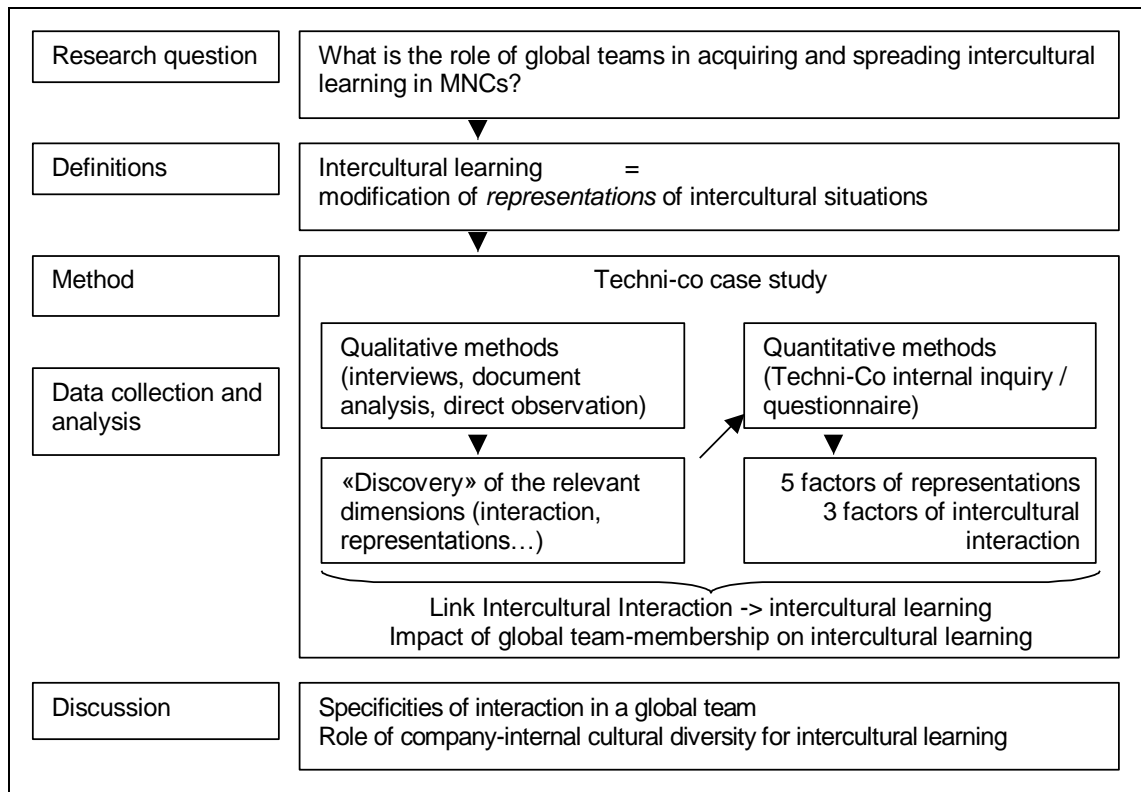 Research question
What is the role of global teams in acquiring and spreading intercultural
learning in MNCs?
Definitions
Intercultural learning =
modification of representations of intercultural situations
Method
Techni-co case study
Data collection and
analysis
Qualitative methods
(interviews, document
analysis, direct observation)
Quantitative methods
(Techni-Co internal inquiry /
questionnaire)
«Discovery» of the relevant
dimensions (interaction,
representations…)
5 factors of representations
3 factors of intercultural
interaction
Link Intercultural Interaction -> intercultural learning
Impact of global team-membership on intercultural learning
Discussion
Specificities of interaction in a global team
Role of company-internal cultural diversity for intercultural learning